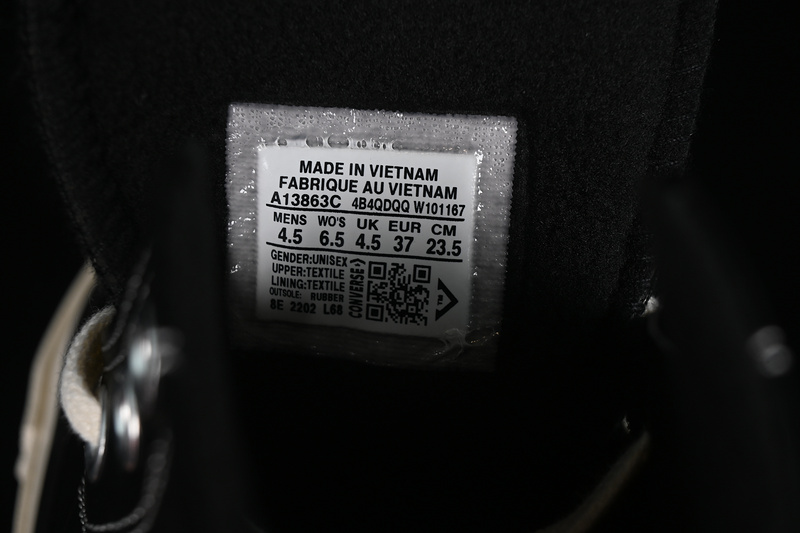 MADE IN VIETNAM
FABRIQUE AU VIETNAM
A13863C 4B4QDQQ W101167
MENS WO'S UK EUR CM
4.5 6.5 4.5 37 23.5
GENDER:UNISEX
UPPER:TEXTILE
LINING:TEXTILE
OUTSOLE: RUBBER
8E 2202 L68
CONVERSE